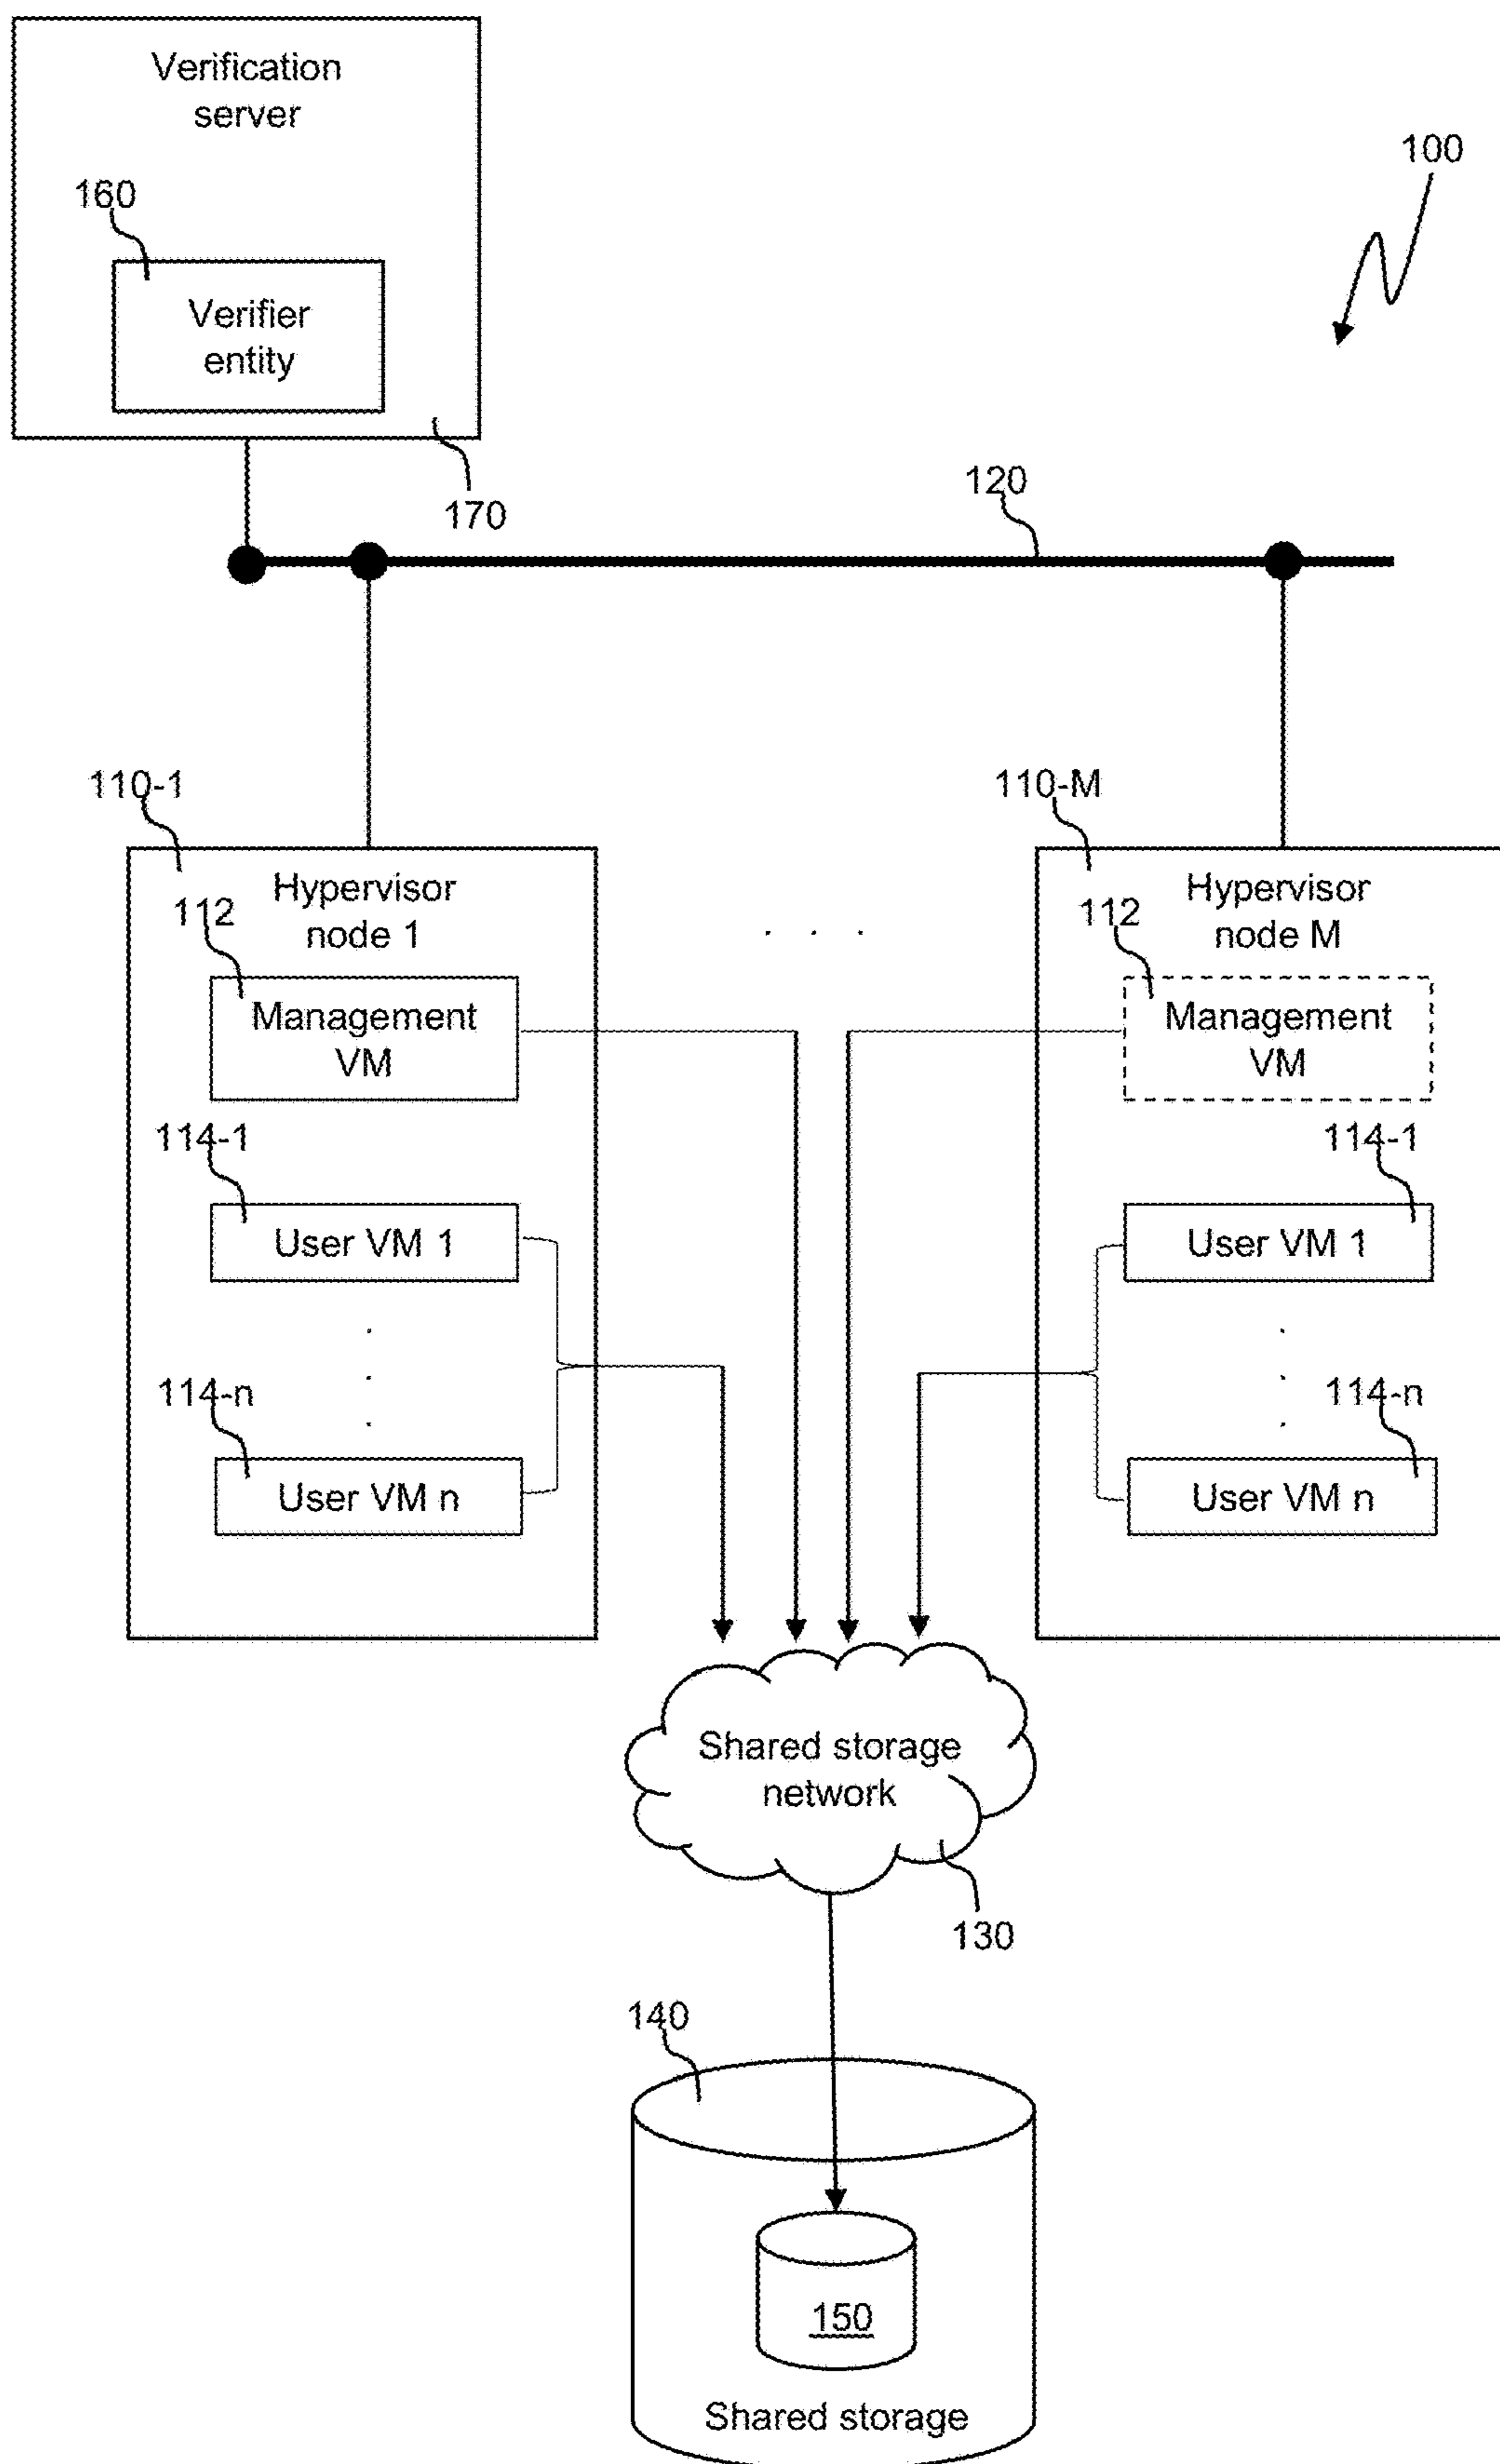 Verification
server
100
160
Verifier
entity
170
120
110-1
110-M
Hypervisor
node 1
Hypervisor
node M
112
112
. . .
Management
VM
Management
VM
114-1
114-1
User VM 1
User VM 1
114-n
114-n
User VM n
User VM n
Shared storage
network
130
140
150
Shared storage